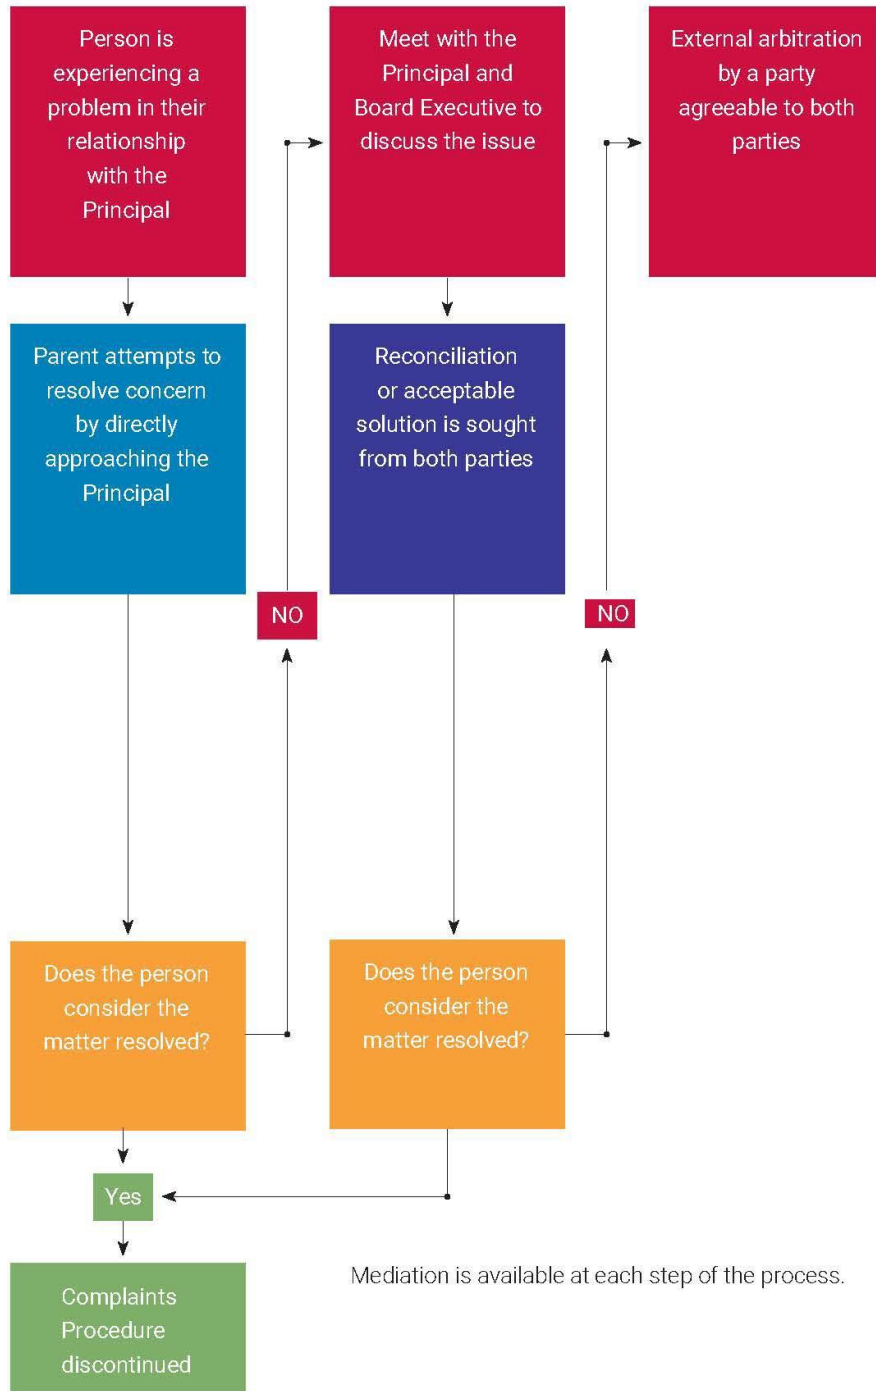 Person is
experiencing a
problem in their
relationship
with the
Principal
Parent attempts to
resolve concern
by directly
approaching the
Principal
Does the person
consider the
matter resolved?
NO
Meet with the
Principal and
Board Executive to
discuss the issue
Reconciliation
or acceptable
solution is sought
from both parties
Does the person
consider the
matter resolved?
NO
External arbitration
by a party
agreeable to both
parties
Yes
Complaints
Procedure
discontinued
Mediation is available at each step of the process.